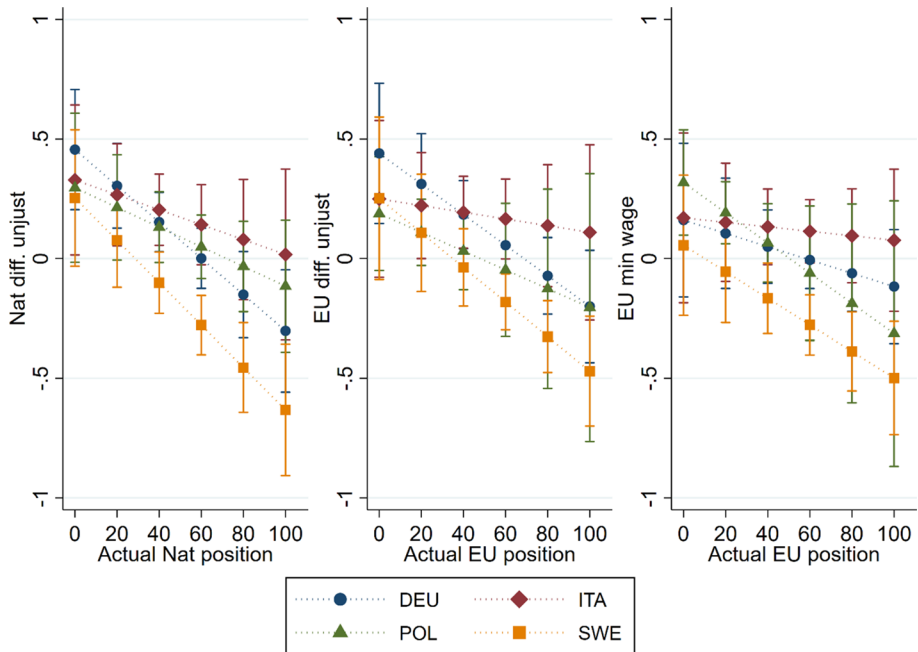 1
.5
0
-.5
-1
Nat diff. unjust
0 20 40 60 80 100
Actual Nat position
1
.5
0
-.5
-1
EU diff. unjust
0 20 40 60 80 100
Actual EU position
1
.5
0
-.5
-1
EU min wage
0 20 40 60 80 100
Actual EU position
DEU ITA
POL SWE